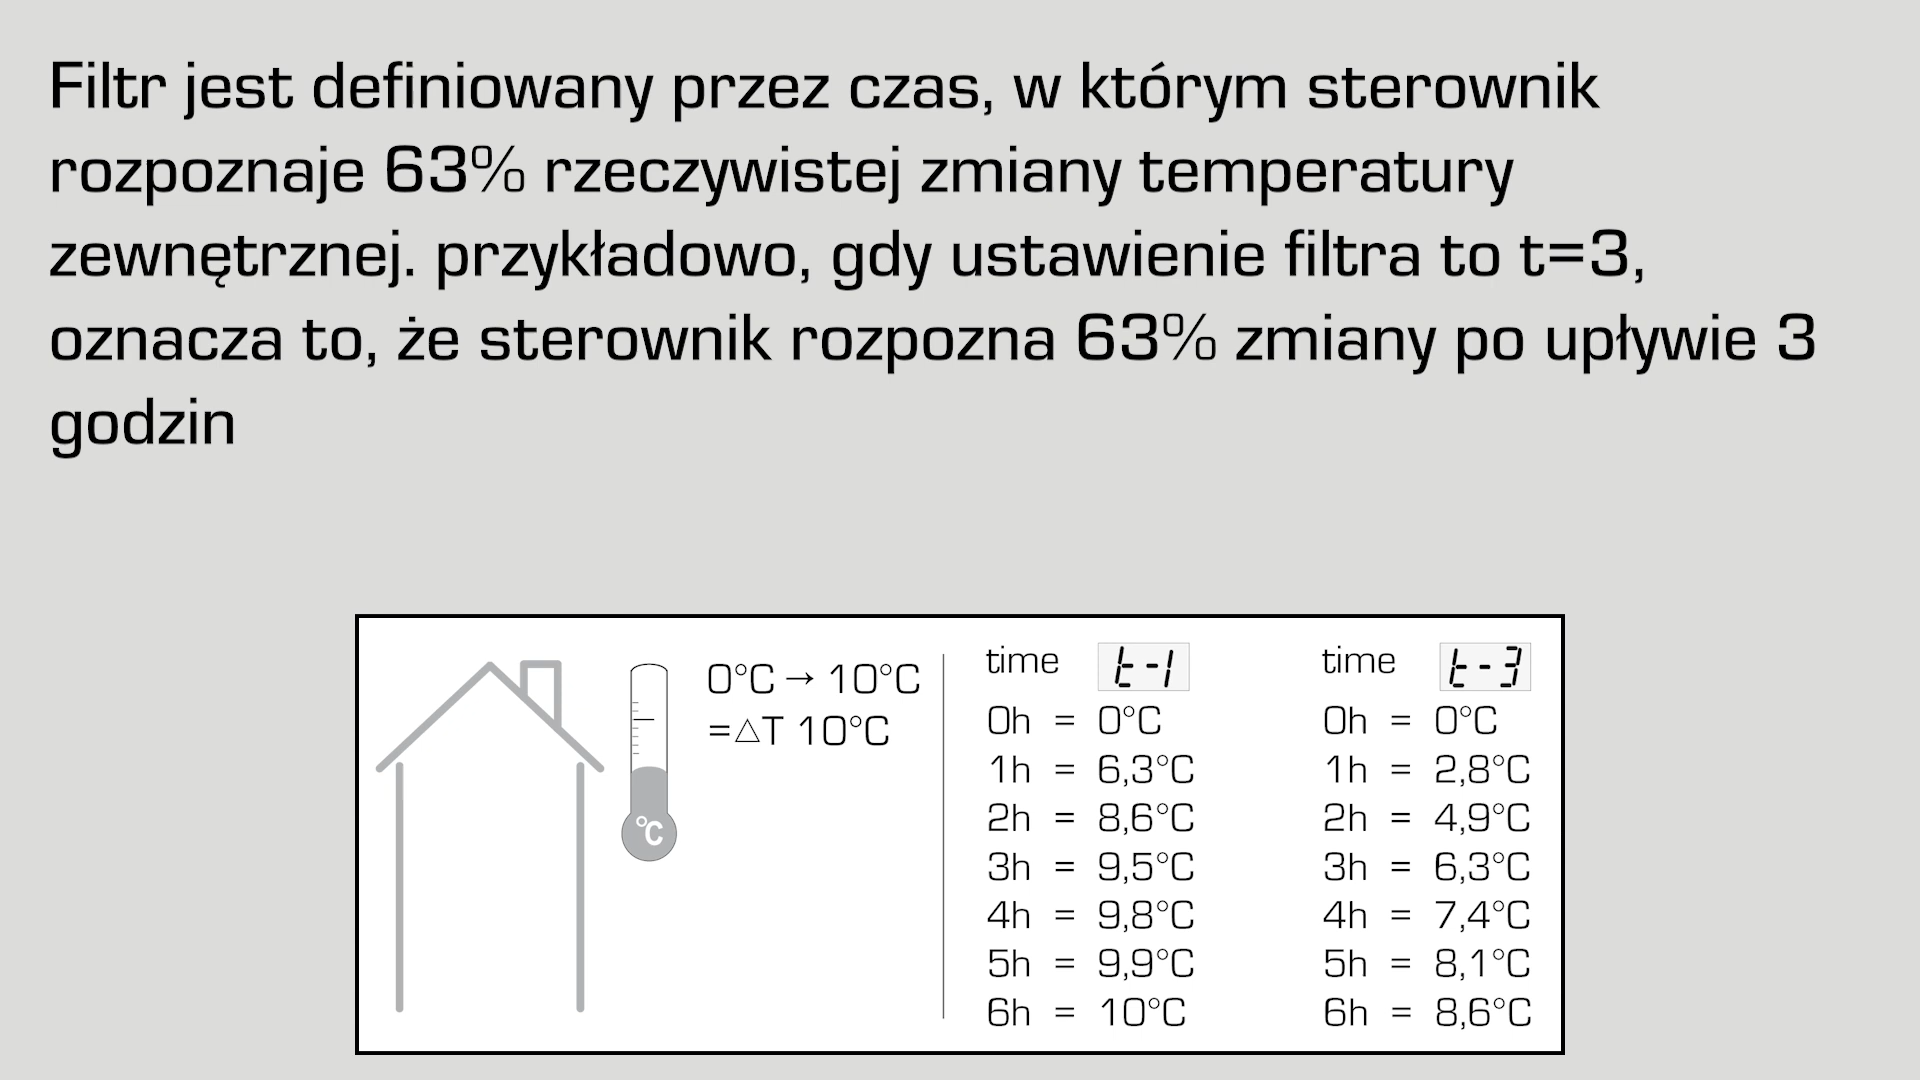 Filtr jest definiowany przez czas, w którym sterownik
rozpoznaje 63% rzeczywistej zmiany temperatury
zewnętrznej. przykładowo, gdy ustawienie filtra to t=3,
oznacza to, że sterownik rozpozna 63% zmiany po upływie 3
godzin
°C
0°C → 10°C
=△T 10°C
time t-1
0h = 0°C
1h = 6,3°C
2h = 8,6°C
3h = 9,5°C
4h = 9,8°C
5h = 9,9°C
6h = 10°C
time t-3
0h = 0°C
1h = 2,8°C
2h = 4,9°C
3h = 6,3°C
4h = 7,4°C
5h = 8,1°C
6h = 8,6°C